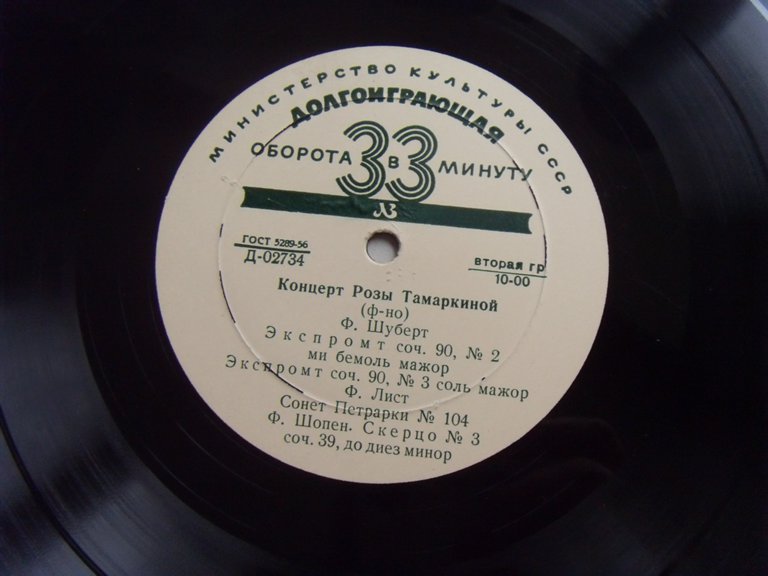 МИНИСТЕРСТВО КУЛЬТУРЫ СССР
ДОЛГОИГРАЮЩАЯ
ОБОРОТА 33 В МИНУТУ
ГОСТ 5289-56
Д-02734
вторая гр
10-00
Концерт Розы Тамаркиной
(ф-но)
Ф. Шуберт
Экспромт соч. 90, № 2
ми бемоль мажор
Экспромт соч. 90, № 3 соль мажор
Ф. Лист
Сонет Петрарки № 104
Ф. Шопен. Скерцо № 3
соч. 39, до диез минор